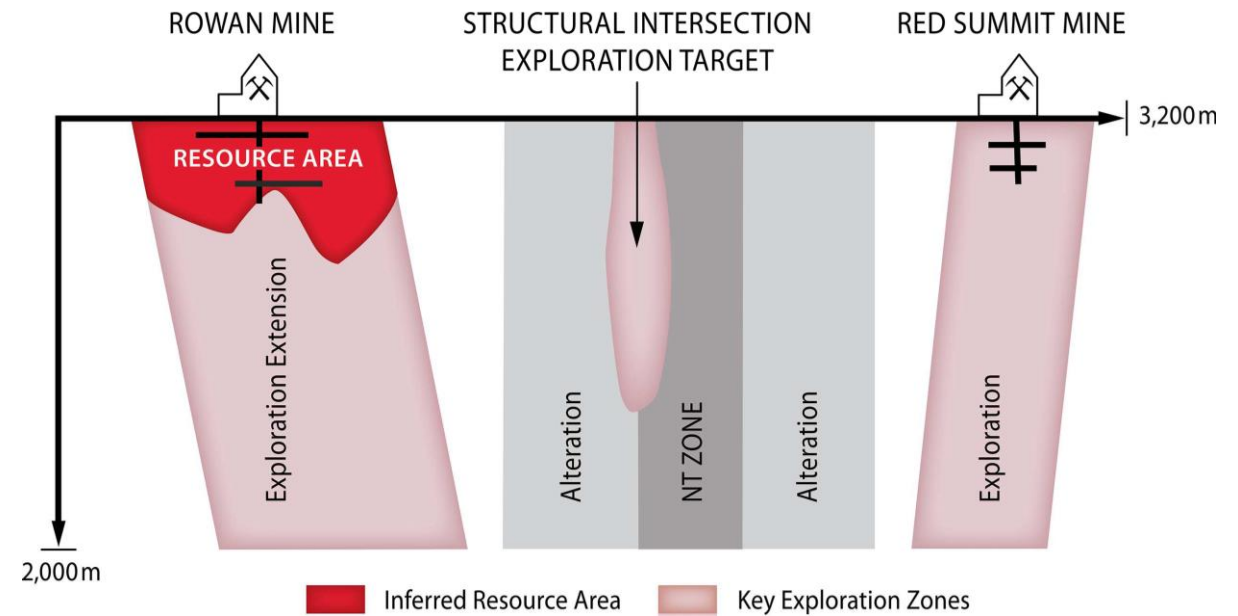 ROWAN MINE
STRUCTURAL INTERSECTION
EXPLORATION TARGET
RED SUMMIT MINE
3,200 m
RESOURCE AREA
Exploration Extension
Alteration
NT ZONE
Alteration
Exploration
2,000 m
Inferred Resource Area
Key Exploration Zones